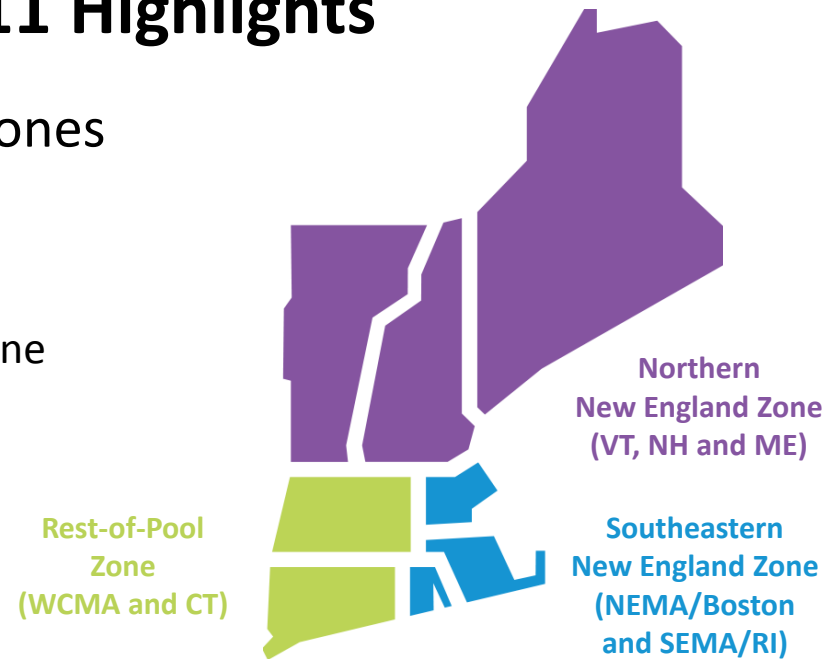 11 Highlights
ones
ne
Northern
New England Zone
(VT, NH and ME)
Rest-of-Pool
Zone
(WCMA and CT)
Southeastern
New England Zone
(NEMA/Boston
and SEMA/RI)